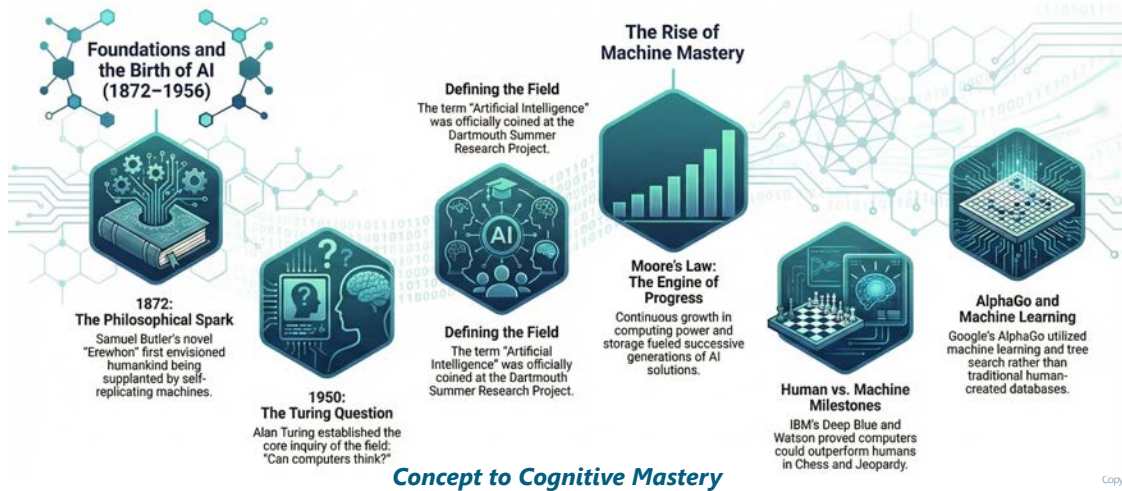 Foundations and
the Birth of AI
(1872–1956)
1872:
The Philosophical Spark
Samuel Butler's novel
"Erewhon" first envisioned
humankind being
supplanted by self-
replicating machines.
?
?
?
1950:
The Turing Question
Alan Turing established the
core inquiry of the field:
"Can computers think?"
Defining the Field
The term "Artificial Intelligence"
was officially coined at the
Dartmouth Summer
Research Project.
AI
Defining the Field
The term "Artificial
Intelligence" was officially
coined at the Dartmouth
Summer Research Project.
The Rise of
Machine Mastery
Moore's Law:
The Engine of
Progress
Continuous growth in
computing power and
storage fueled successive
generations of AI
solutions.
Human vs. Machine
Milestones
IBM's Deep Blue and
Watson proved computers
could outperform humans
in Chess and Jeopardy.
AlphaGo and
Machine Learning
Google's AlphaGo utilized
machine learning and tree
search rather than
traditional human-
created databases.
Concept to Cognitive Mastery
Copy